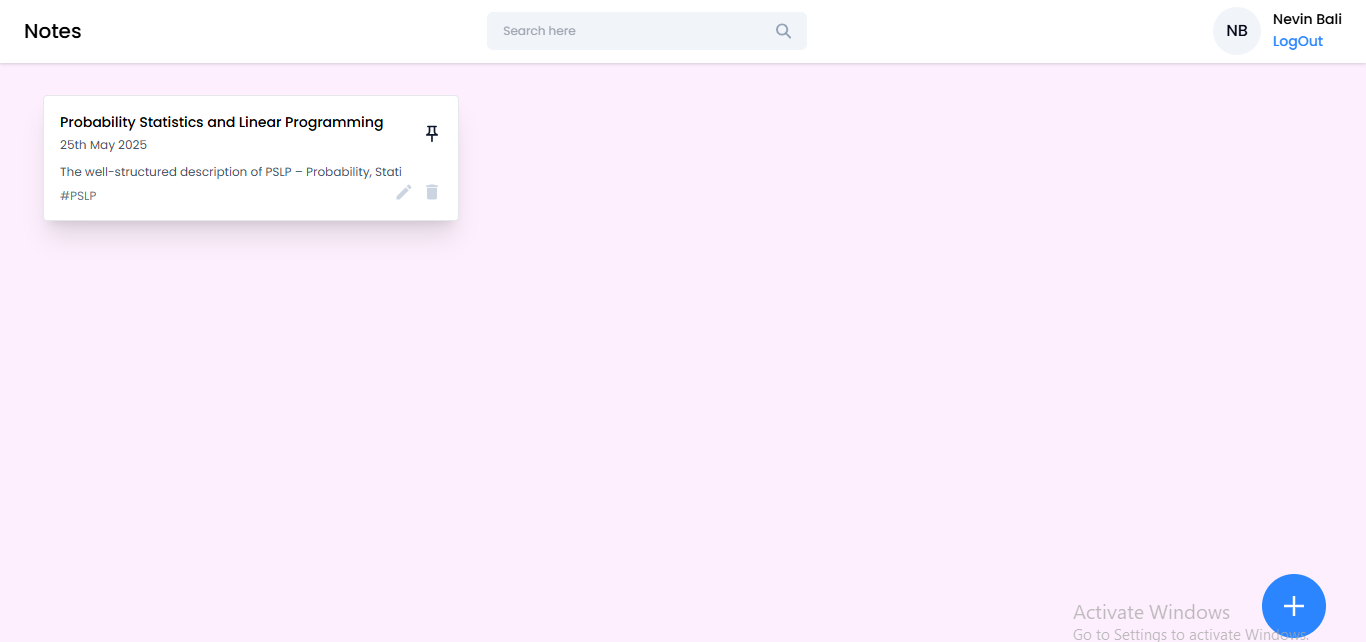 Notes
Search here
NB
Nevin Bali
LogOut
Probability Statistics and Linear Programming
25th May 2025
The well-structured description of PSLP – Probability, Stati
#PSLP
Activate Windows
Go to Settings to activate Windows.